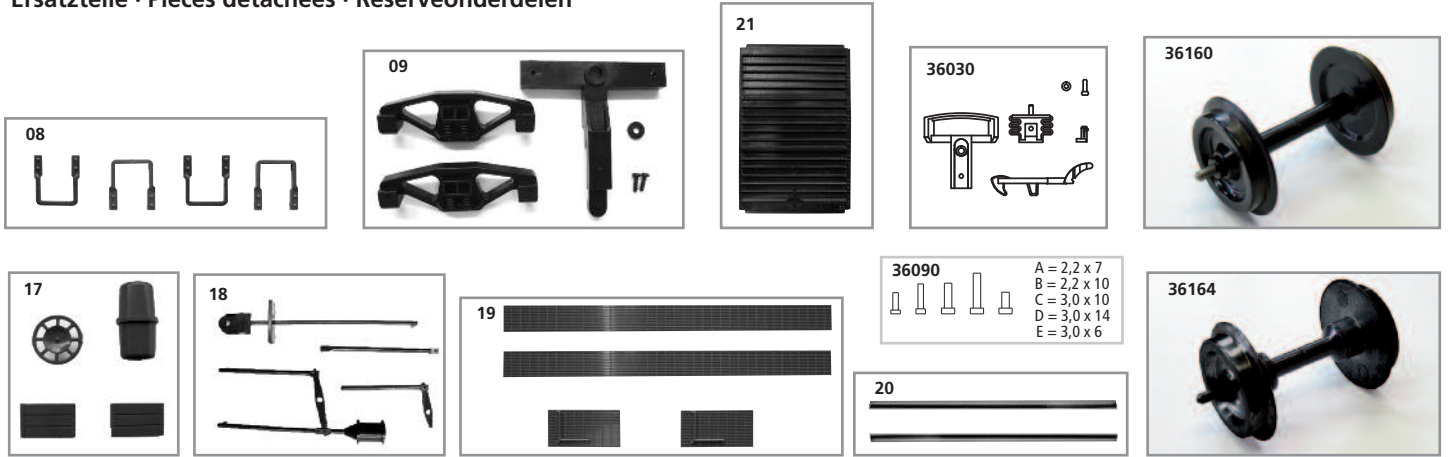 Ersatzteile · Pièces détachées · Reserveonderdelen
08
09
21
36030
36160
17
18
19
36090
A = 2,2 x 7
B = 2,2 x 10
C = 3,0 x 10
D = 3,0 x 14
E = 3,0 x 6
20
36164